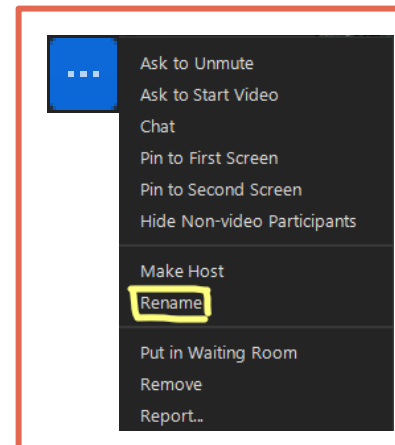 Ask to Unmute
Ask to Start Video
Chat
Pin to First Screen
Pin to Second Screen
Hide Non-video Participants
Make Host
Rename
Put in Waiting Room
Remove
Report...